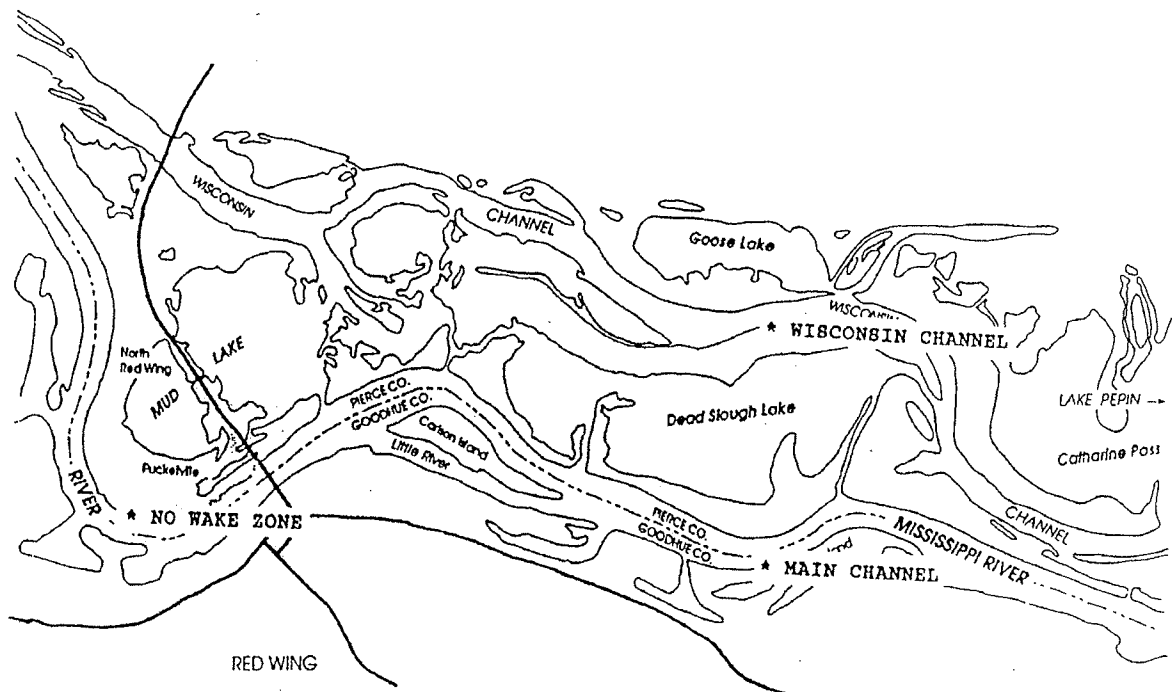 WISCONSIN
CHANNEL
Goose Lake
WISCONSIN
* WISCONSIN CHANNEL
North
Red Wing
MUD LAKE
PIERCE CO.
GOODHUE CO.
Carlson Island
Little River
Dead Slough Lake
LAKE PEPIN
Catharine Pass
RIVER
* NO WAKE ZONE
PIERCE CO.
GOODHUE CO.
MISSISSIPPI RIVER
CHANNEL
* MAIN CHANNEL
RED WING